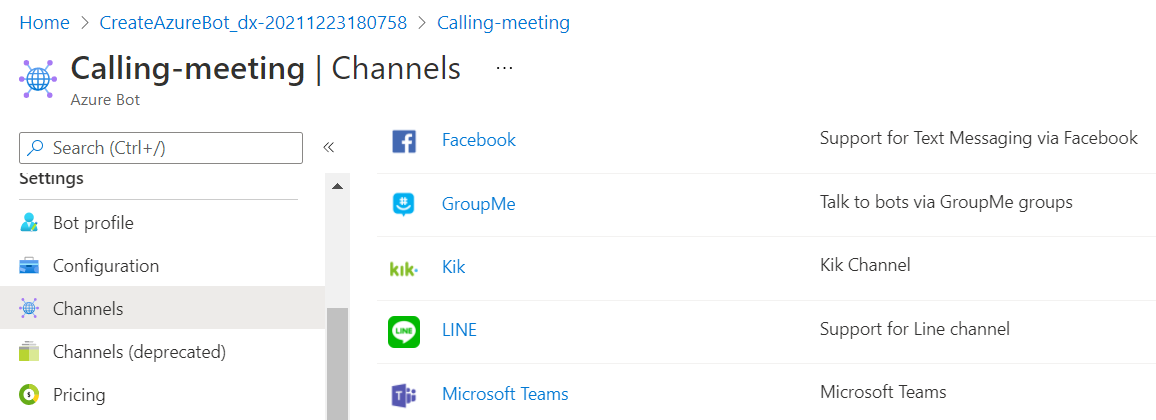 Home > CreateAzureBot_dx-20211223180758 > Calling-meeting
Calling-meeting | Channels ...
Azure Bot
Search (Ctrl+/) «
Settings
Bot profile
Configuration
Channels
Channels (deprecated)
Pricing
Facebook Support for Text Messaging via Facebook
GroupMe Talk to bots via GroupMe groups
kik. Kik Kik Channel
LINE LINE Support for Line channel
Microsoft Teams Microsoft Teams